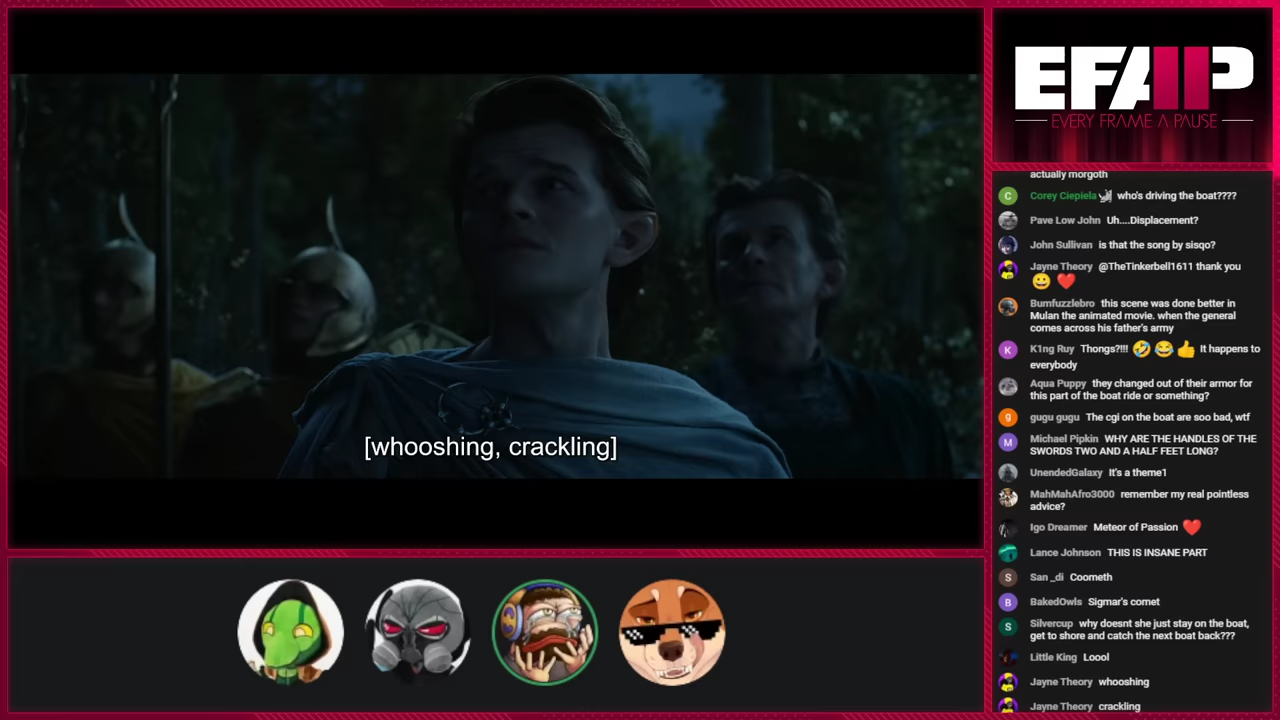 [whooshing, crackling]
EFAP
EVERY FRAME A PAUSE
actually morgoth
C Corey Ciepiela who's driving the boat????
Pave Low John Uh....Displacement?
John Sullivan is that the song by sisqo?
Jayne Theory @TheTinkerbell1611 thank you
😀 ❤️
Bumfuzzlebro this scene was done better in
Mulan the animated movie. when the general
comes across his father's army
K K1ng Ruy Thongs?!!! 🤣 😂 👍 It happens to
everybody
Aqua Puppy they changed out of their armor for
this part of the boat ride or something?
g gugu gugu The cgi on the boat are soo bad, wtf
M Michael Pipkin WHY ARE THE HANDLES OF THE
SWORDS TWO AND A HALF FEET LONG?
UnendedGalaxy It's a theme1
MahMahAfro3000 remember my real pointless
advice?
Igo Dreamer Meteor of Passion ❤️
Lance Johnson THIS IS INSANE PART
S San _di Coometh
B BakedOwls Sigmar's comet
S Silvercup why doesnt she just stay on the boat,
get to shore and catch the next boat back???
Little King Loool
Jayne Theory whooshing
Jayne Theory crackling